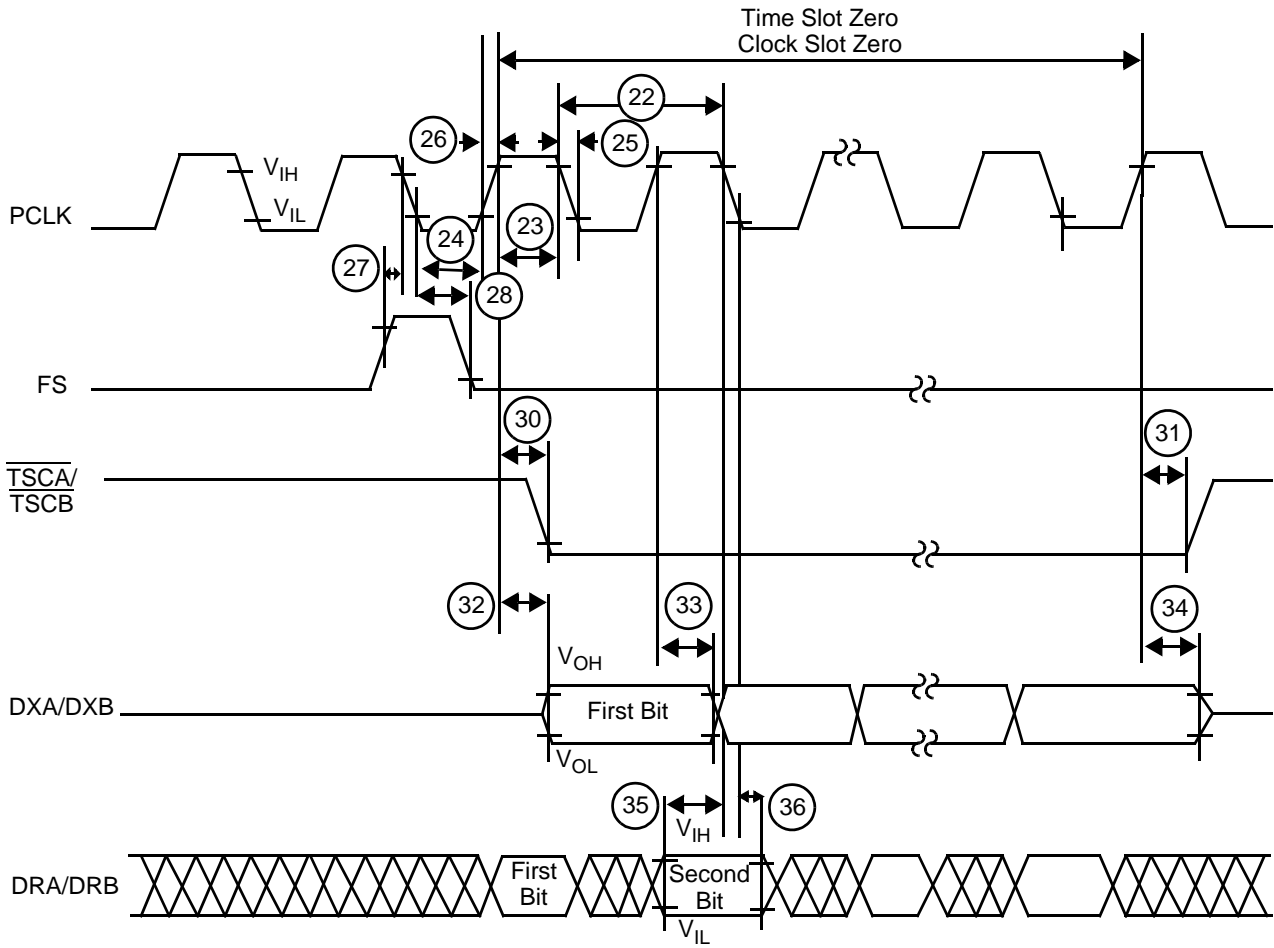 Time Slot Zero
Clock Slot Zero
22
26
25
VIH
PCLK
VIL
24
23
27
28
FS
30
31
TSCA/
TSCB
32
33
34
VOH
DXA/DXB
First Bit
VOL
35
36
VIH
DRA/DRB
First
Bit
Second
Bit
VIL